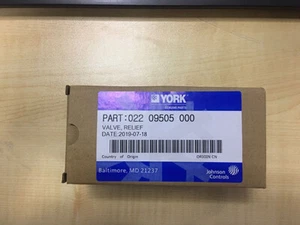 YORK
PART:022 09505 000
VALVE, RELIEF
DATE:2019-07-18
Country of Origin
Baltimore, MD 21237
Johnson
Controls